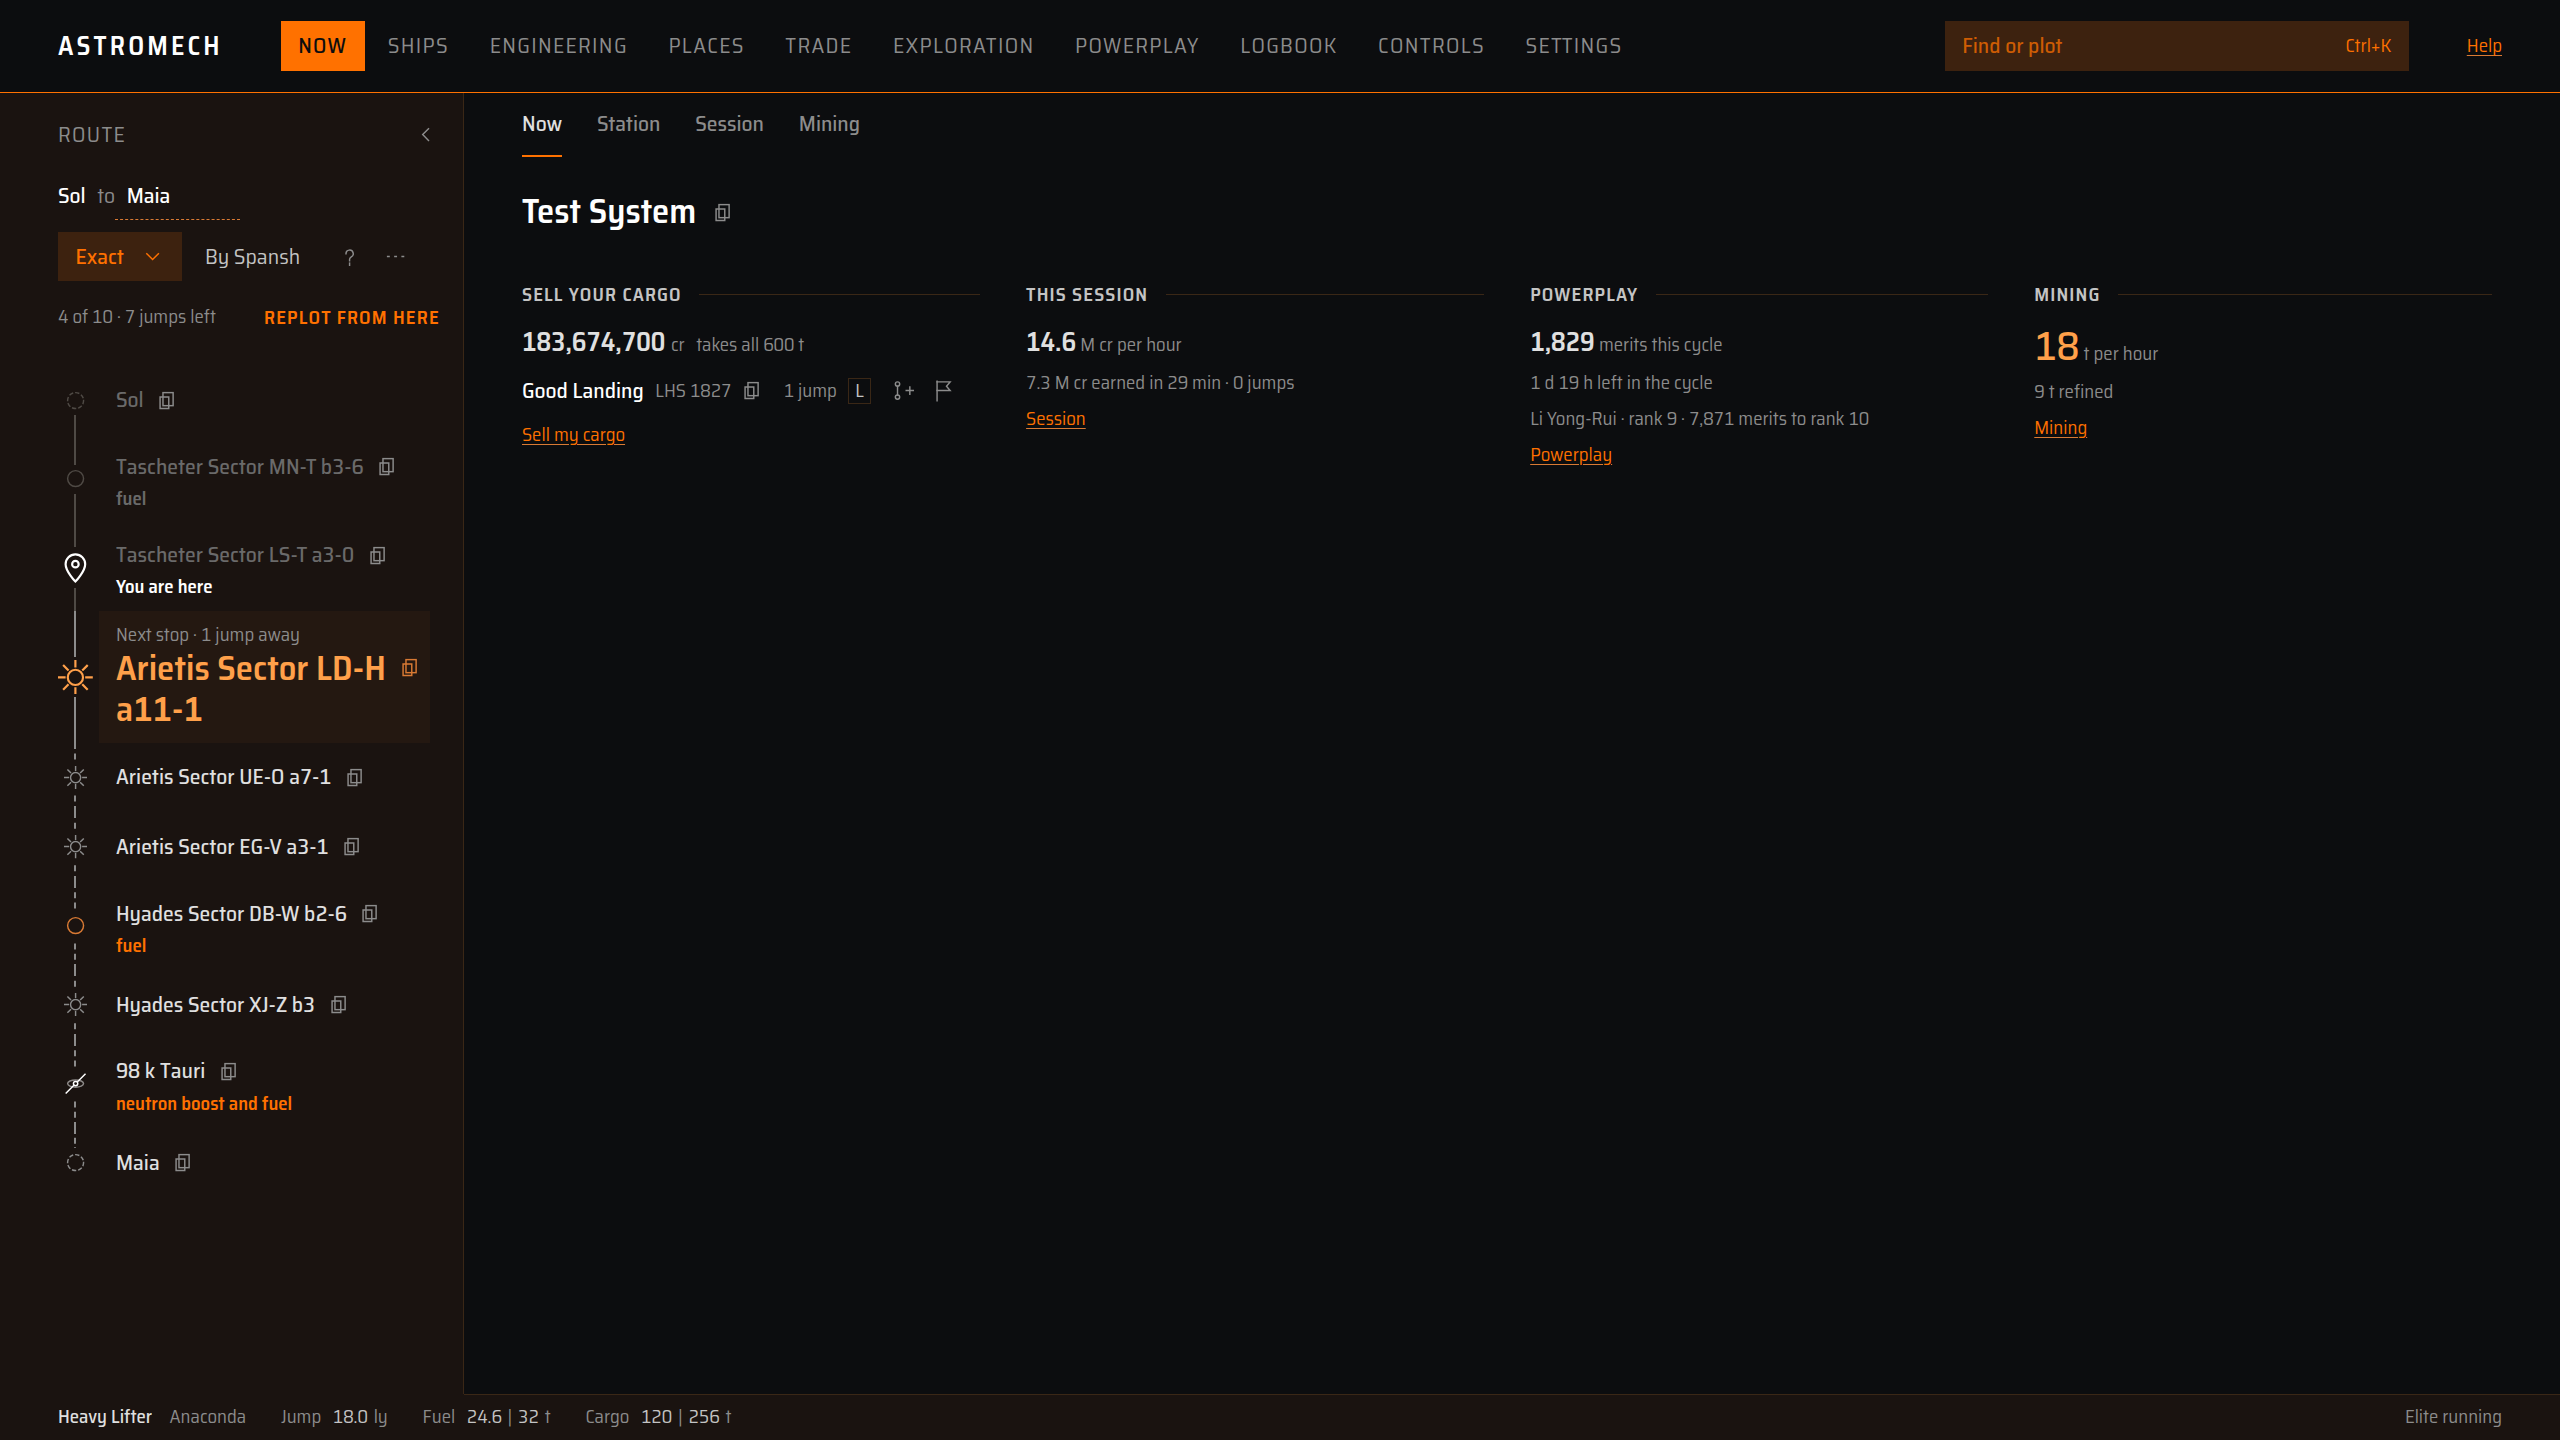 ASTROMECH
NOW SHIPS ENGINEERING PLACES TRADE EXPLORATION POWERPLAY LOGBOOK CONTROLS SETTINGS
Find or plot Ctrl+K
Help
ROUTE
Sol to Maia
Exact By Spansh ? ···
4 of 10 · 7 jumps left REPLOT FROM HERE
Sol
Tascheter Sector MN-T b3-6
fuel
Tascheter Sector LS-T a3-0
You are here
Next stop · 1 jump away
Arietis Sector LD-H
a11-1
Arietis Sector UE-O a7-1
Arietis Sector EG-V a3-1
Hyades Sector DB-W b2-6
fuel
Hyades Sector XJ-Z b3
98 k Tauri
neutron boost and fuel
Maia
Now Station Session Mining
Test System
SELL YOUR CARGO
183,674,700 cr takes all 600 t
Good Landing LHS 1827 1 jump L
Sell my cargo
THIS SESSION
14.6 M cr per hour
7.3 M cr earned in 29 min · 0 jumps
Session
POWERPLAY
1,829 merits this cycle
1 d 19 h left in the cycle
Li Yong-Rui · rank 9 · 7,871 merits to rank 10
Powerplay
MINING
18 t per hour
9 t refined
Mining
Heavy Lifter Anaconda Jump 18.0 ly Fuel 24.6 | 32 t Cargo 120 | 256 t
Elite running